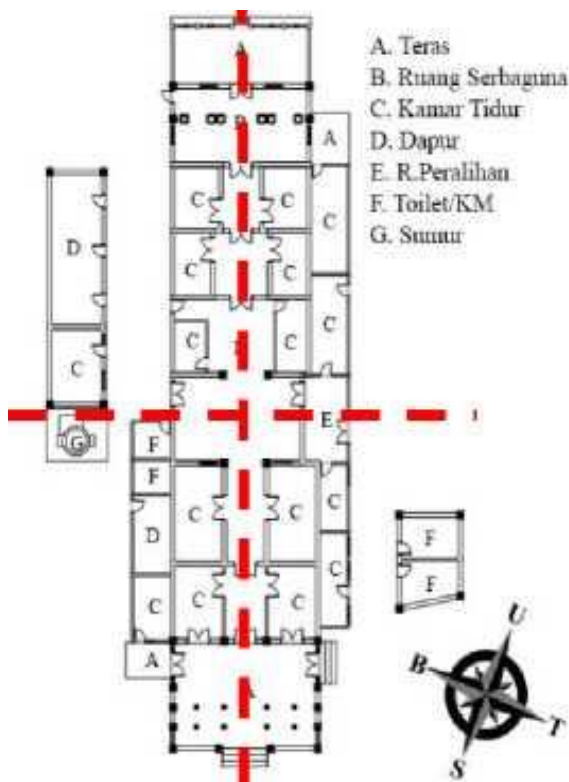 A
A. Teras
B. Ruang Serbaguna
C. Kamar Tidur
D. Dapur
E. R.Peralihan
F. Toilet/KM
G. Sumur
A
C C C
D C C
C C C
C
E
G F
F
C C C
D F
C F
C C C
A
U
B T
S